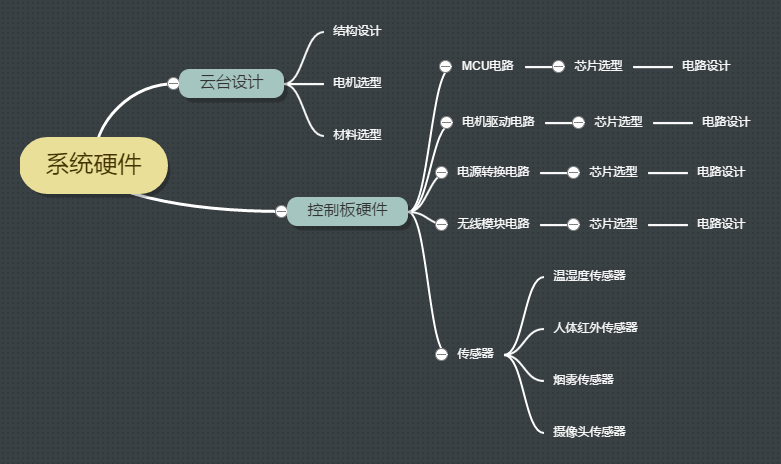 系统硬件
云台设计
结构设计
电机选型
材料选型
控制板硬件
MCU电路 芯片选型 电路设计
电机驱动电路 芯片选型 电路设计
电源转换电路 芯片选型 电路设计
无线模块电路 芯片选型 电路设计
传感器
温湿度传感器
人体红外传感器
烟雾传感器
摄像头传感器